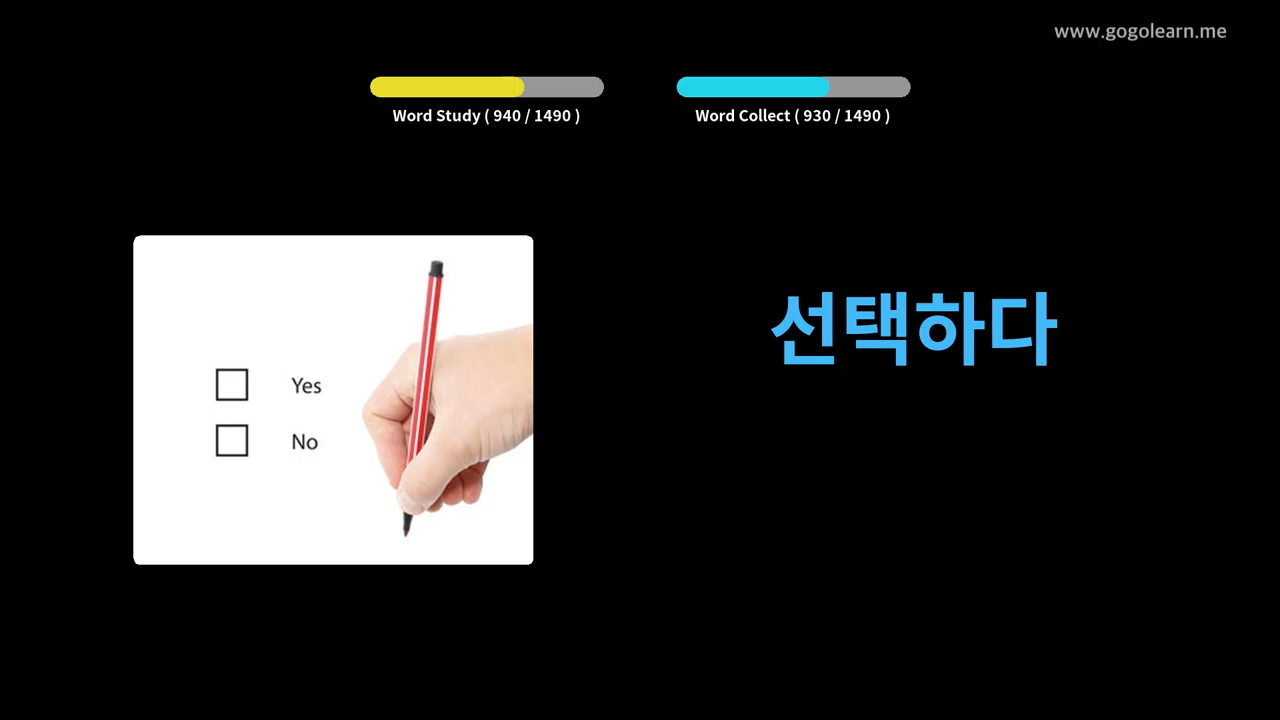 www.gogolearn.me
Word Study ( 940 / 1490 )
Word Collect ( 930 / 1490 )
Yes
No
선택하다